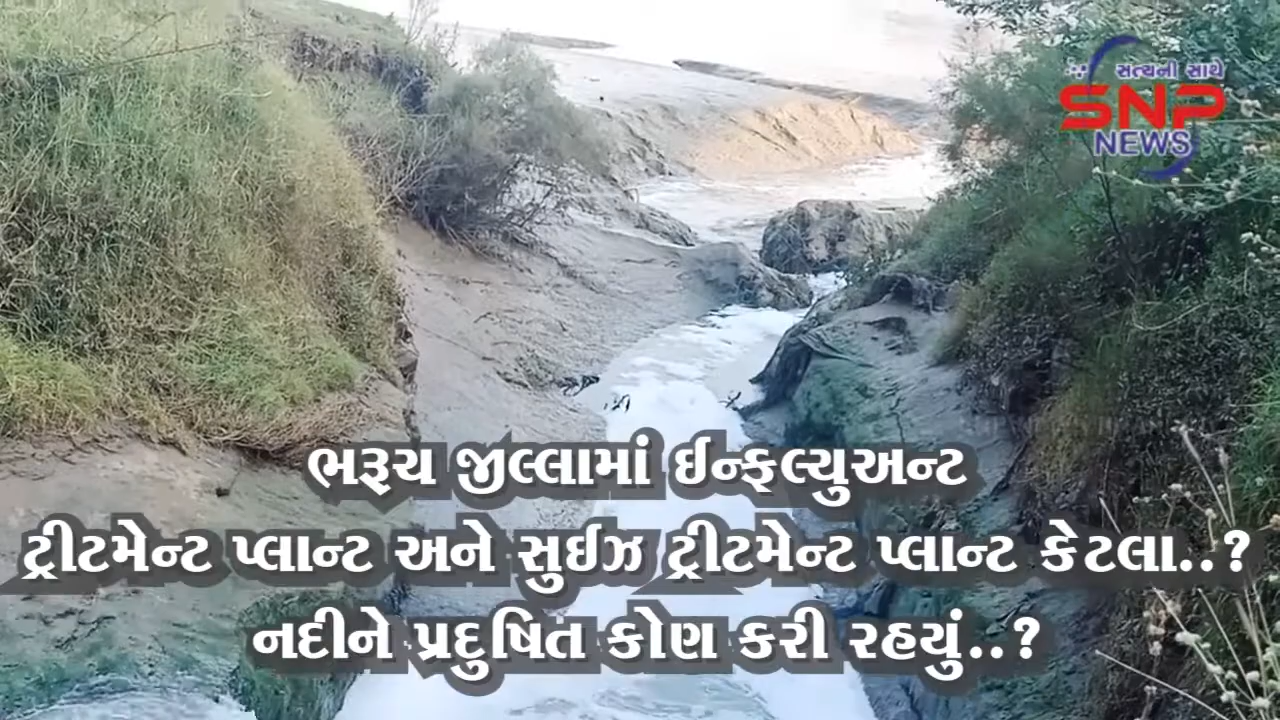 સત્યની સાથે
SNP
NEWS
ભરૂચ જીલ્લામાં ઈન્ફલ્યુઅન્ટ
ટ્રીટમેન્ટ પ્લાન્ટ અને સુઈઝ ટ્રીટમેન્ટ પ્લાન્ટ કેટલા..?
નદીને પ્રદુષિત કોણ કરી રહયું..?